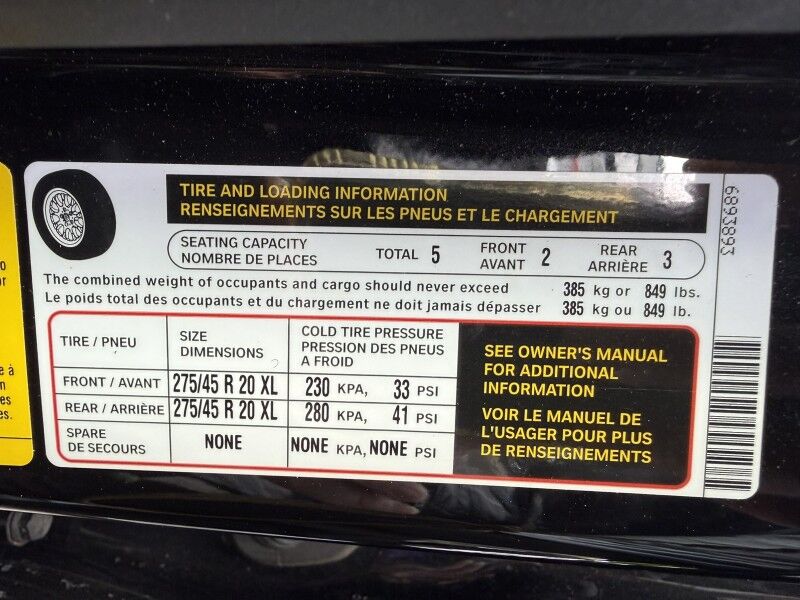 TIRE AND LOADING INFORMATION
RENSEIGNEMENTS SUR LES PNEUS ET LE CHARGEMENT
SEATING CAPACITY
NOMBRE DE PLACES
TOTAL 5
FRONT
AVANT 2
REAR
ARRIÈRE 3
The combined weight of occupants and cargo should never exceed 385 kg or 849 lbs.
Le poids total des occupants et du chargement ne doit jamais dépasser 385 kg ou 849 lb.
TIRE / PNEU
SIZE
DIMENSIONS
COLD TIRE PRESSURE
PRESSION DES PNEUS
A FROID
FRONT / AVANT 275/45 R 20 XL 230 KPA, 33 PSI
REAR / ARRIÈRE 275/45 R 20 XL 280 KPA, 41 PSI
SPARE
DE SECOURS
NONE NONE KPA, NONE PSI
SEE OWNER'S MANUAL
FOR ADDITIONAL
INFORMATION
VOIR LE MANUEL DE
L'USAGER POUR PLUS
DE RENSEIGNEMENTS
6893893